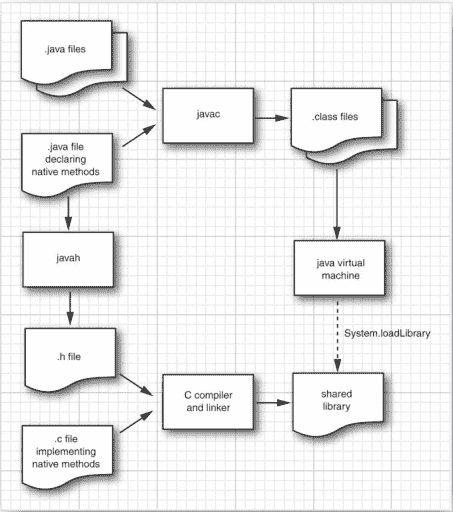 .java files
javac
.class files
.java file
declaring
native methods
javah
java virtual
machine
System.loadLibrary
.h file
C compiler
and linker
shared
library
.c file
implementing
native methods